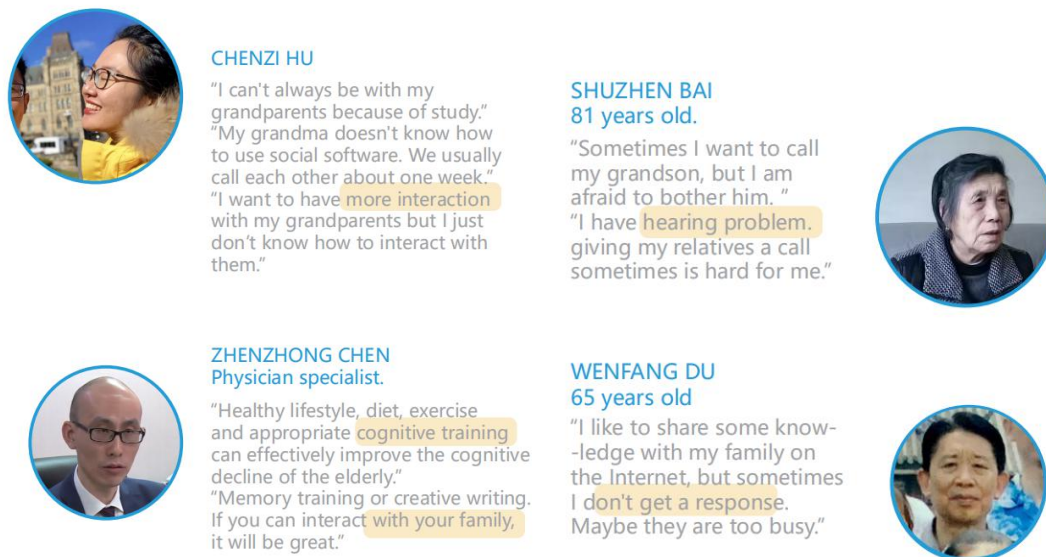 CHENZI HU
“I can't always be with my
grandparents because of study.”
“My grandma doesn't know how
to use social software. We usually
call each other about one week.”
“I want to have more interaction
with my grandparents but I just
don’t know how to interact with
them.”
SHUZHEN BAI
81 years old.
“Sometimes I want to call
my grandson, but I am
afraid to bother him. ”
“I have hearing problem.
giving my relatives a call
sometimes is hard for me.”
ZHENZHONG CHEN
Physician specialist.
“Healthy lifestyle, diet, exercise
and appropriate cognitive training
can effectively improve the cognitive
decline of the elderly.”
“Memory training or creative writing.
If you can interact with your family,
it will be great.”
WENFANG DU
65 years old
“I like to share some know-
-ledge with my family on
the Internet, but sometimes
I don't get a response.
Maybe they are too busy.”